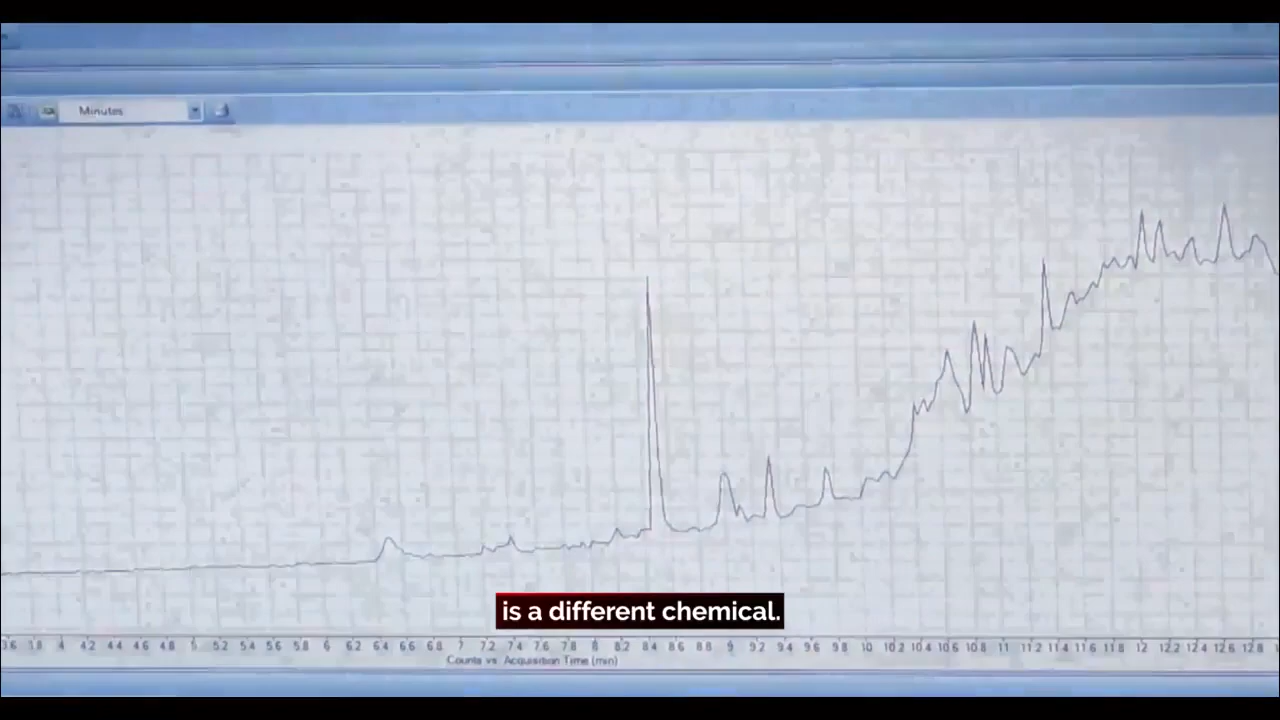 Minutes
is a different chemical.
3.6 3.8 4 4.2 4.4 4.6 4.8 5 5.2 5.4 5.6 5.8 6 6.2 6.4 6.6 6.8 7 7.2 7.4 7.6 7.8 8 8.2 8.4 8.6 8.8 9 9.2 9.4 9.6 9.8 10 10.2 10.4 10.6 10.8 11 11.2 11.4 11.6 11.8 12 12.2 12.4 12.6 12.8
Counts vs. Acquisition Time (min)